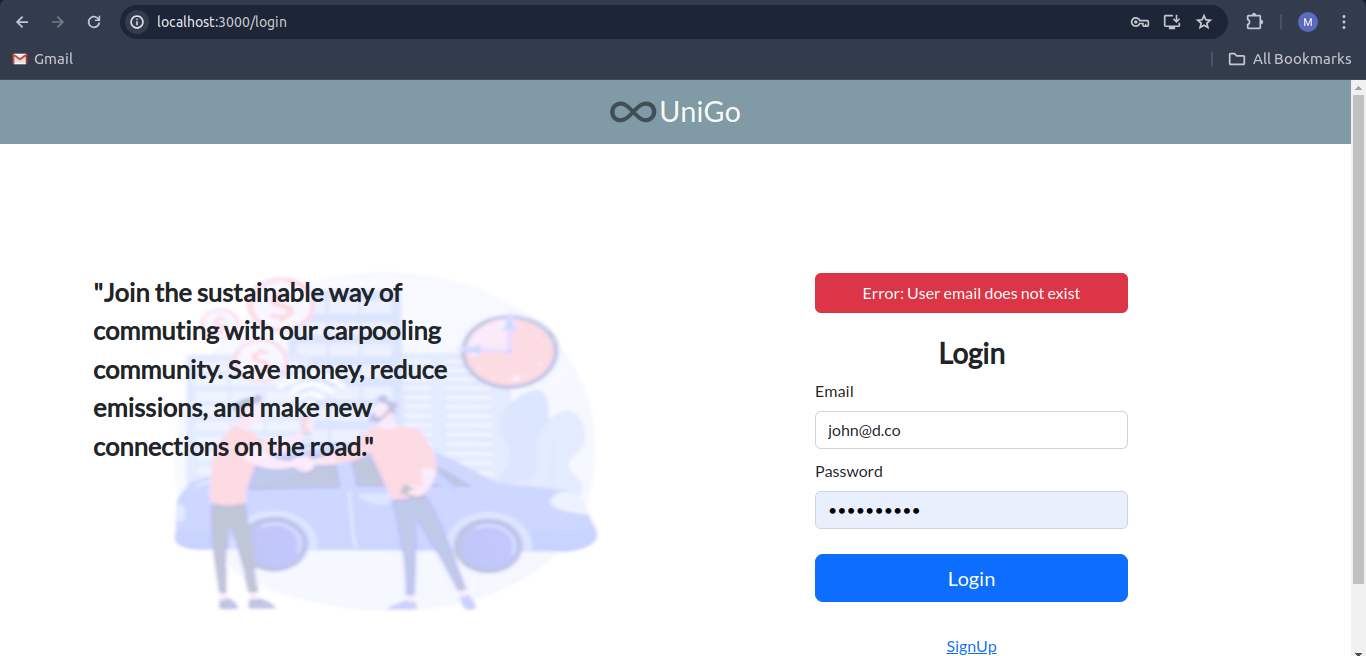 localhost:3000/login
M
Gmail
All Bookmarks
UniGo
"Join the sustainable way of
commuting with our carpooling
community. Save money, reduce
emissions, and make new
connections on the road."
Error: User email does not exist
Login
Email
john@d.co
Password
••••••••••
Login
SignUp